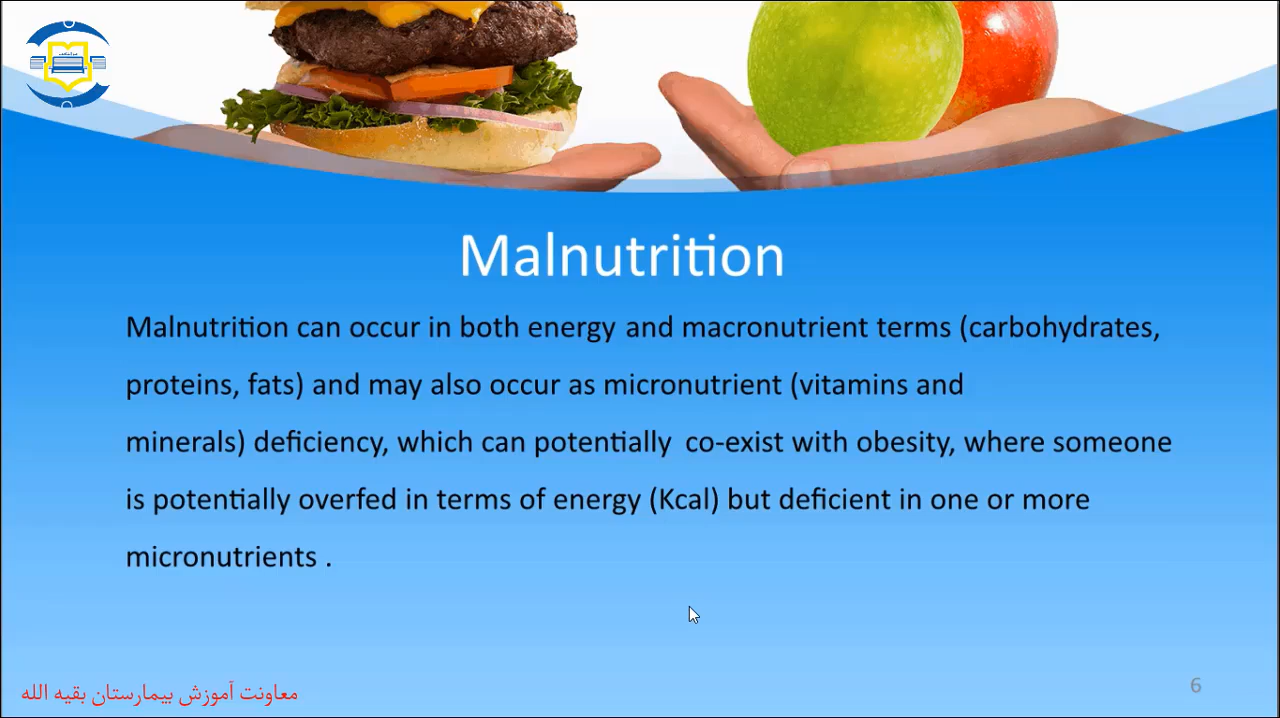 Malnutrition
Malnutrition can occur in both energy and macronutrient terms (carbohydrates,
proteins, fats) and may also occur as micronutrient (vitamins and
minerals) deficiency, which can potentially co-exist with obesity, where someone
is potentially overfed in terms of energy (Kcal) but deficient in one or more
micronutrients .
معاونت آموزش بیمارستان بقیه الله
6